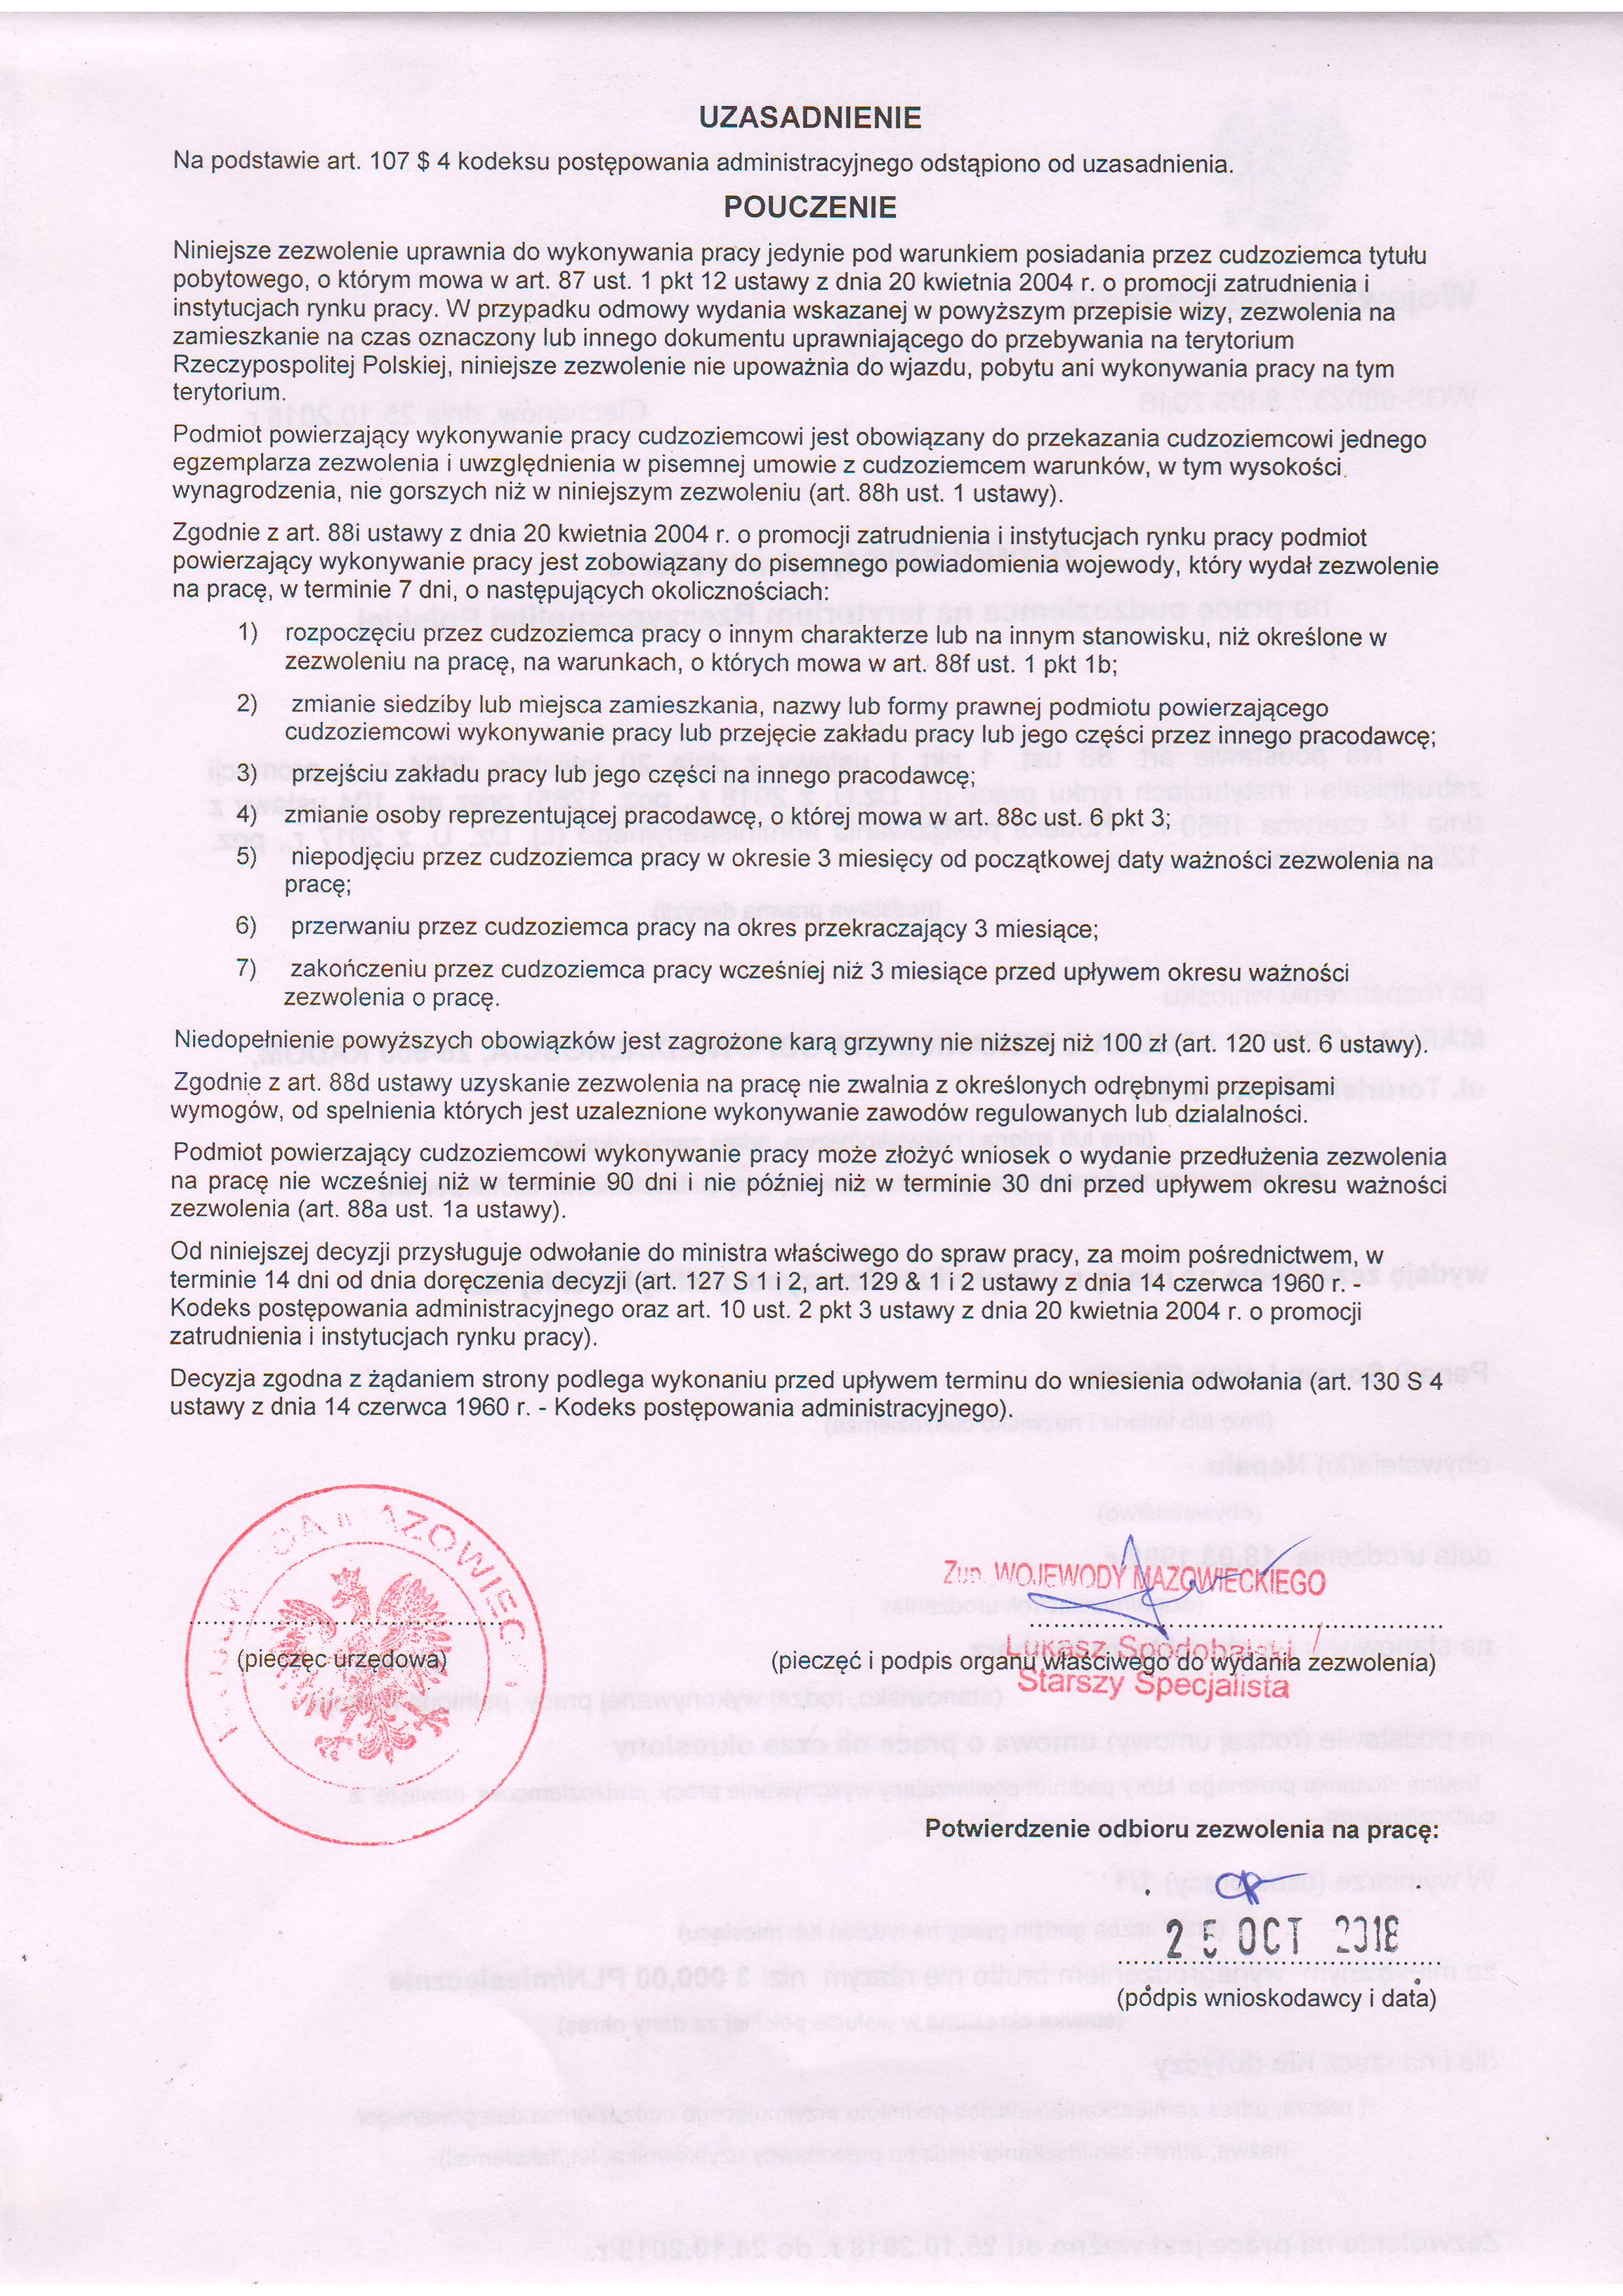 UZASADNIENIE
Na podstawie art. 107 $ 4 kodeksu postępowania administracyjnego odstąpiono od uzasadnienia.
POUCZENIE
Niniejsze zezwolenie uprawnia do wykonywania pracy jedynie pod warunkiem posiadania przez cudzoziemca tytułu
pobytowego, o którym mowa w art. 87 ust. 1 pkt 12 ustawy z dnia 20 kwietnia 2004 r. o promocji zatrudnienia i
instytucjach rynku pracy. W przypadku odmowy wydania wskazanej w powyższym przepisie wizy, zezwolenia na
zamieszkanie na czas oznaczony lub innego dokumentu uprawniającego do przebywania na terytorium
Rzeczypospolitej Polskiej, niniejsze zezwolenie nie upoważnia do wjazdu, pobytu ani wykonywania pracy na tym
terytorium.
Podmiot powierzający wykonywanie pracy cudzoziemcowi jest obowiązany do przekazania cudzoziemcowi jednego
egzemplarza zezwolenia i uwzględnienia w pisemnej umowie z cudzoziemcem warunków, w tym wysokości
wynagrodzenia, nie gorszych niż w niniejszym zezwoleniu (art. 88h ust. 1 ustawy).
Zgodnie z art. 88i ustawy z dnia 20 kwietnia 2004 r. o promocji zatrudnienia i instytucjach rynku pracy podmiot
powierzający wykonywanie pracy jest zobowiązany do pisemnego powiadomienia wojewody, który wydał zezwolenie
na pracę, w terminie 7 dni, o następujących okolicznościach:
1) rozpoczęciu przez cudzoziemca pracy o innym charakterze lub na innym stanowisku, niż określone w
zezwoleniu na pracę, na warunkach, o których mowa w art. 88f ust. 1 pkt 1b;
2) zmianie siedziby lub miejsca zamieszkania, nazwy lub formy prawnej podmiotu powierzającego
cudzoziemcowi wykonywanie pracy lub przejęcie zakładu pracy lub jego części przez innego pracodawcę;
3) przejściu zakładu pracy lub jego części na innego pracodawcę;
4) zmianie osoby reprezentującej pracodawcę, o której mowa w art. 88c ust. 6 pkt 3;
5) niepodjęciu przez cudzoziemca pracy w okresie 3 miesięcy od początkowej daty ważności zezwolenia na
pracę;
6) przerwaniu przez cudzoziemca pracy na okres przekraczający 3 miesiące;
7) zakończeniu przez cudzoziemca pracy wcześniej niż 3 miesiące przed upływem okresu ważności
zezwolenia o pracę.
Niedopełnienie powyższych obowiązków jest zagrożone karą grzywny nie niższej niż 100 zł (art. 120 ust. 6 ustawy).
Zgodnie z art. 88d ustawy uzyskanie zezwolenia na pracę nie zwalnia z określonych odrębnymi przepisami
wymogów, od spelnienia których jest uzaleznione wykonywanie zawodów regulowanych lub dzialalności.
Podmiot powierzający cudzoziemcowi wykonywanie pracy może złożyć wniosek o wydanie przedłużenia zezwolenia
na pracę nie wcześniej niż w terminie 90 dni i nie później niż w terminie 30 dni przed upływem okresu ważności
zezwolenia (art. 88a ust. 1a ustawy).
Od niniejszej decyzji przysługuje odwołanie do ministra właściwego do spraw pracy, za moim pośrednictwem, w
terminie 14 dni od dnia doręczenia decyzji (art. 127 S 1 i 2, art. 129 & 1 i 2 ustawy z dnia 14 czerwca 1960 r. -
Kodeks postępowania administracyjnego oraz art. 10 ust. 2 pkt 3 ustawy z dnia 20 kwietnia 2004 r. o promocji
zatrudnienia i instytucjach rynku pracy).
Decyzja zgodna z żądaniem strony podlega wykonaniu przed upływem terminu do wniesienia odwołania (art. 130 S 4
ustawy z dnia 14 czerwca 1960 r. - Kodeks postępowania administracyjnego).
Z up. WOJEWODY MAZOWIECKIEGO
(pieczęc urzędowa)
Łukasz
(pieczęć i podpis organu właściwego do wydania zezwolenia)
Starszy Specjalista
Potwierdzenie odbioru zezwolenia na pracę:
25 OCT 2018
(podpis wnioskodawcy i data)